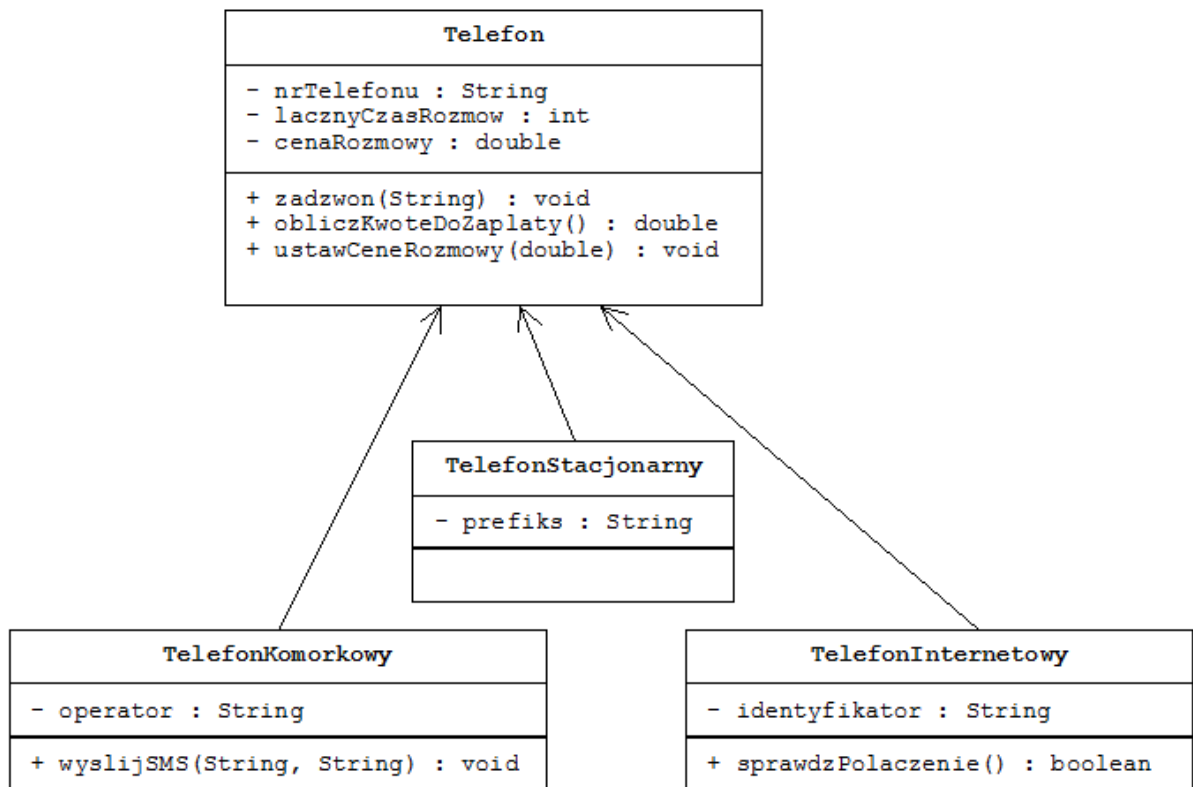 Telefon
- nrTelefonu : String
- lacznyCzasRozmow : int
- cenaRozmowy : double
+ zadzwon(String) : void
+ obliczKwoteDoZaplaty() : double
+ ustawCeneRozmowy(double) : void
TelefonStacjonarny
- prefiks : String
TelefonKomorkowy
- operator : String
+ wyslijSMS(String, String) : void
TelefonInternetowy
- identyfikator : String
+ sprawdzPolaczenie() : boolean